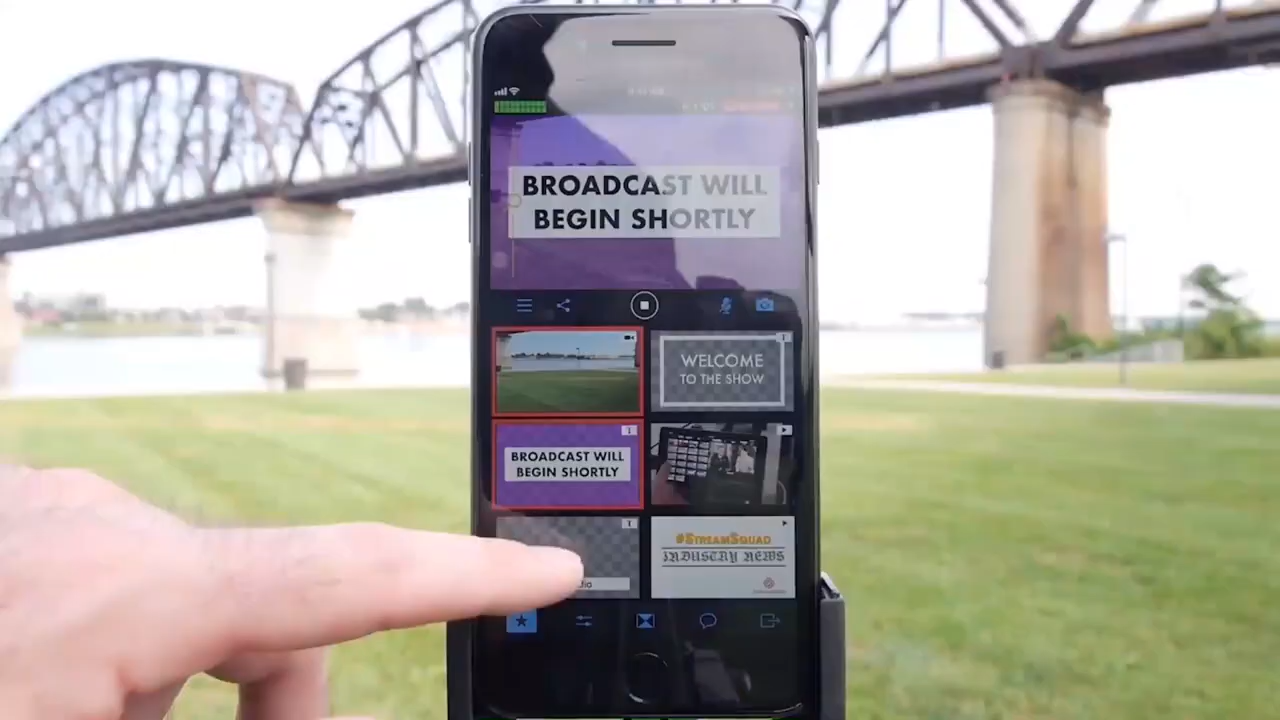 BROADCAST WILL
BEGIN SHORTLY
WELCOME
TO THE SHOW
BROADCAST WILL
BEGIN SHORTLY
#STREAMSQUAD
INDUSTRY NEWS